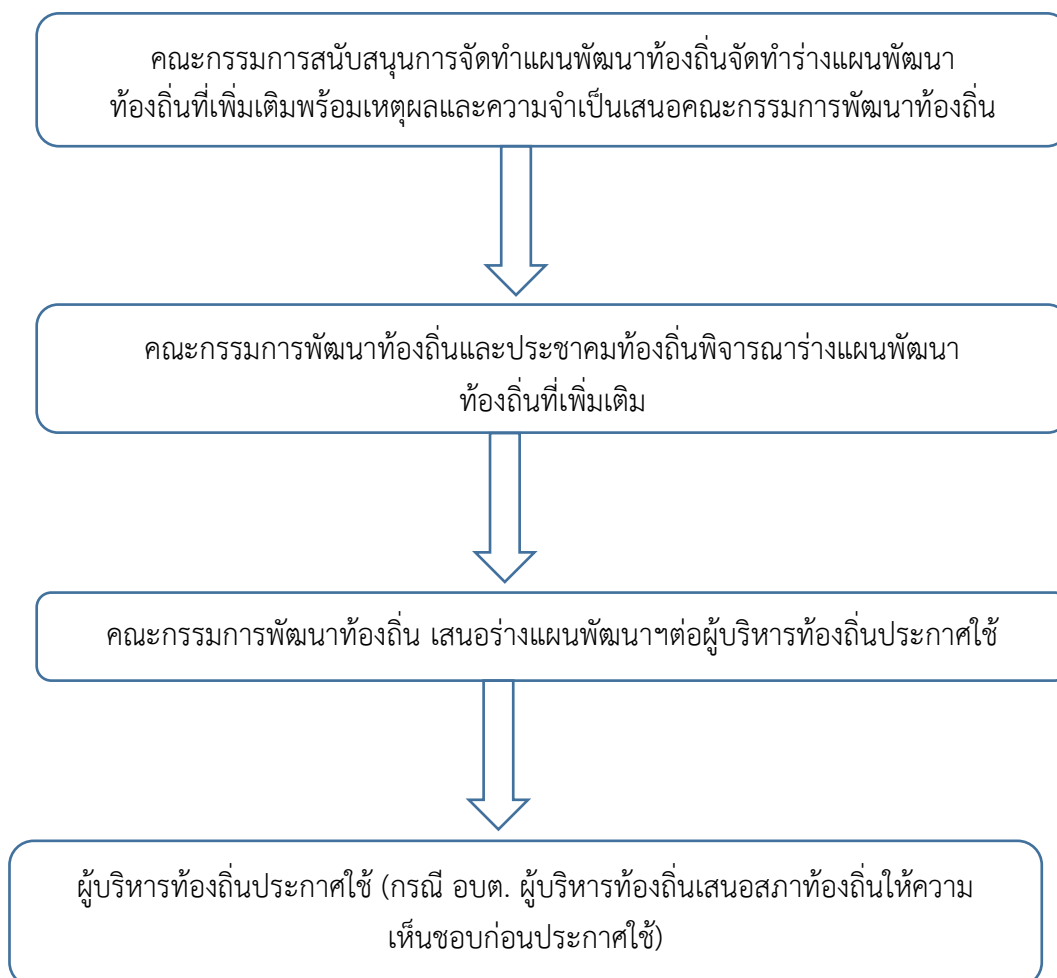 คณะกรรมการสนับสนุนการจัดทำแผนพัฒนาท้องถิ่นจัดทำร่างแผนพัฒนา
ท้องถิ่นที่เพิ่มเติมพร้อมเหตุผลและความจำเป็นเสนอคณะกรรมการพัฒนาท้องถิ่น
คณะกรรมการพัฒนาท้องถิ่นและประชาคมท้องถิ่นพิจารณาร่างแผนพัฒนา
ท้องถิ่นที่เพิ่มเติม
คณะกรรมการพัฒนาท้องถิ่น เสนอร่างแผนพัฒนาฯต่อผู้บริหารท้องถิ่นประกาศใช้
ผู้บริหารท้องถิ่นประกาศใช้ (กรณี อบต. ผู้บริหารท้องถิ่นเสนอสภาท้องถิ่นให้ความ
เห็นชอบก่อนประกาศใช้)